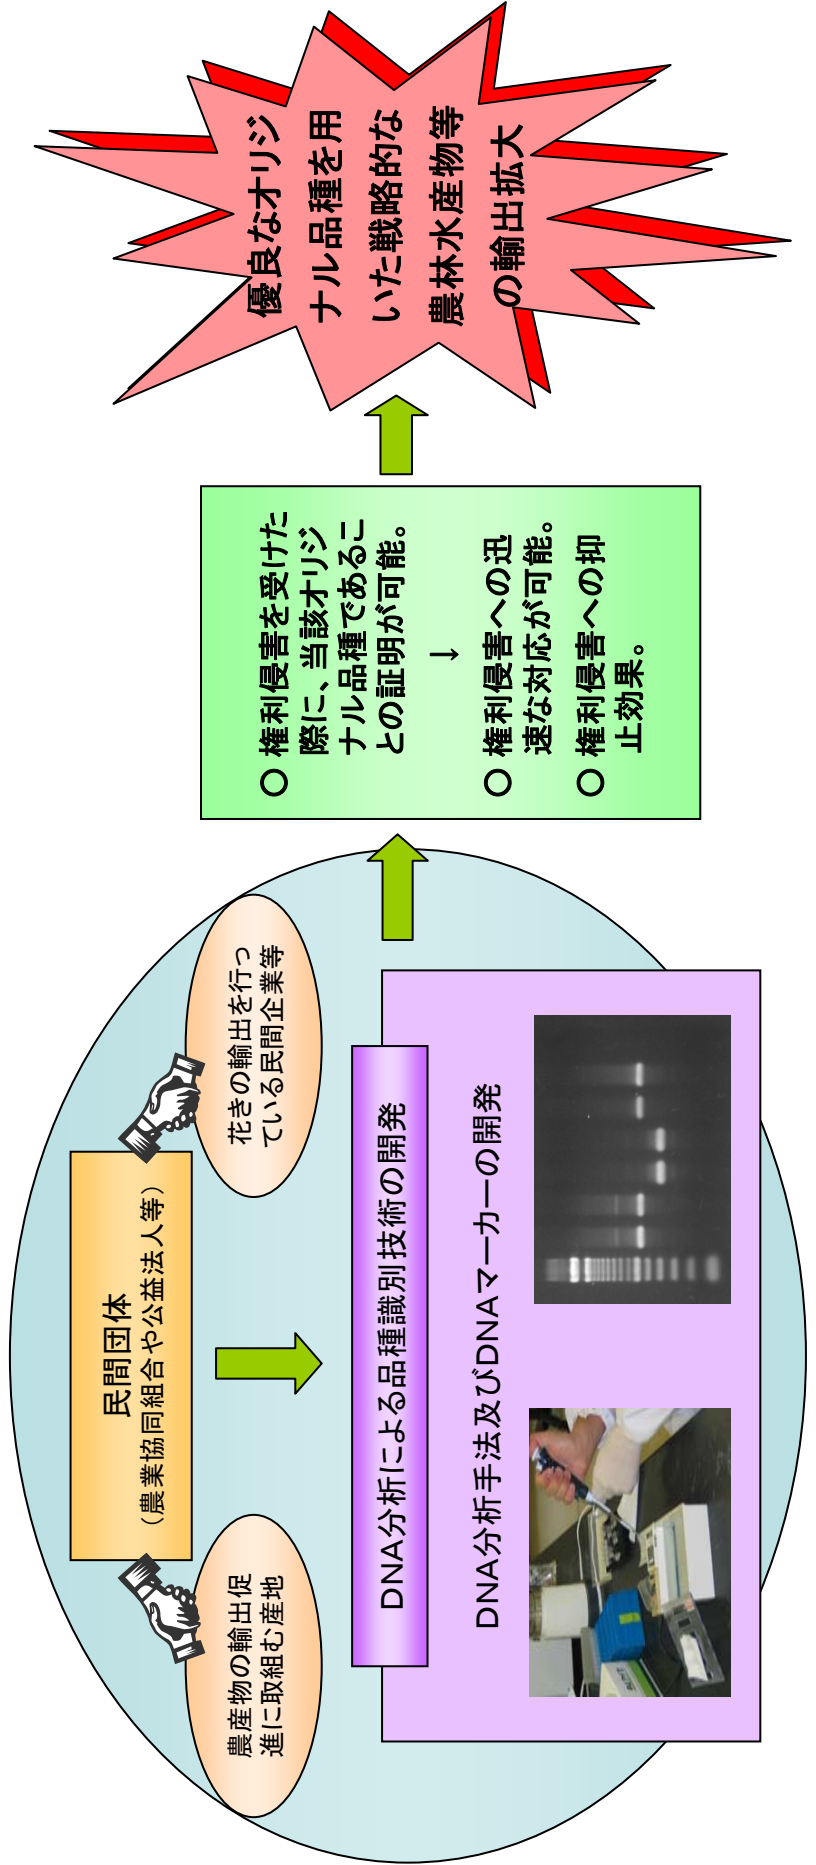 民間団体
（農業協同組合や公益法人等）
農産物の輸出促
進に取組む産地
花きの輸出を行っ
ている民間企業等
DNA分析による品種識別技術の開発
DNA分析手法及びDNAマーカーの開発
○ 権利侵害を受けた
際に、当該オリジ
ナル品種であるこ
との証明が可能。
↓
○ 権利侵害への迅
速な対応が可能。
○ 権利侵害への抑
止効果。
優良なオリジ
ナル品種を用
いた戦略的な
農林水産物等
の輸出拡大